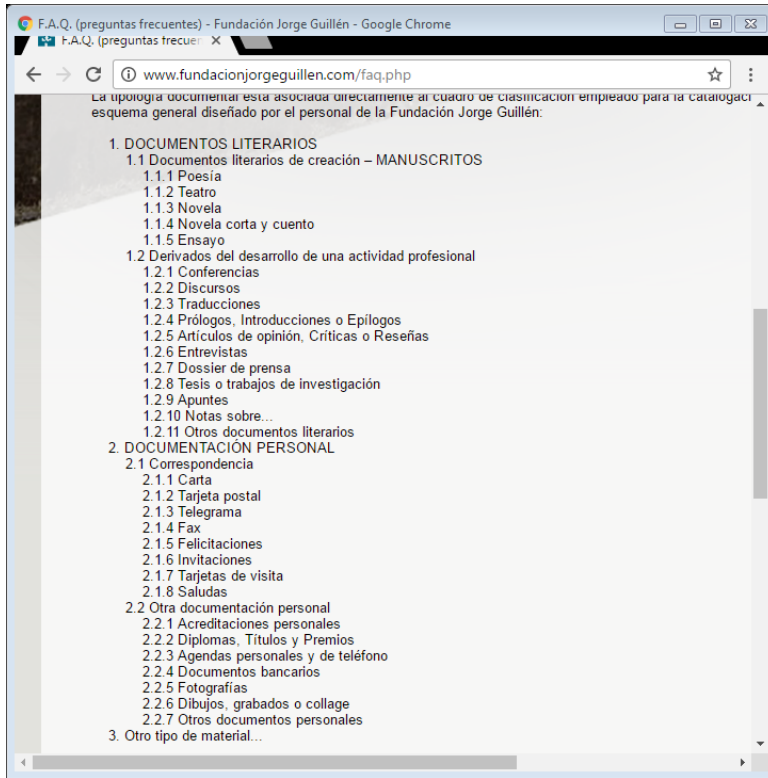 F.A.Q. (preguntas frecuentes) - Fundación Jorge Guillén - Google Chrome
F.A.Q. (preguntas frecuen
www.fundacionjorgeguillen.com/faq.php
La tipología documental está asociada directamente al cuadro de clasificación empleado para la catalogaci
esquema general diseñado por el personal de la Fundación Jorge Guillén:
1. DOCUMENTOS LITERARIOS
1.1 Documentos literarios de creación – MANUSCRITOS
1.1.1 Poesía
1.1.2 Teatro
1.1.3 Novela
1.1.4 Novela corta y cuento
1.1.5 Ensayo
1.2 Derivados del desarrollo de una actividad profesional
1.2.1 Conferencias
1.2.2 Discursos
1.2.3 Traducciones
1.2.4 Prólogos, Introducciones o Epílogos
1.2.5 Artículos de opinión, Críticas o Reseñas
1.2.6 Entrevistas
1.2.7 Dossier de prensa
1.2.8 Tesis o trabajos de investigación
1.2.9 Apuntes
1.2.10 Notas sobre...
1.2.11 Otros documentos literarios
2. DOCUMENTACIÓN PERSONAL
2.1 Correspondencia
2.1.1 Carta
2.1.2 Tarjeta postal
2.1.3 Telegrama
2.1.4 Fax
2.1.5 Felicitaciones
2.1.6 Invitaciones
2.1.7 Tarjetas de visita
2.1.8 Saludas
2.2 Otra documentación personal
2.2.1 Acreditaciones personales
2.2.2 Diplomas, Títulos y Premios
2.2.3 Agendas personales y de teléfono
2.2.4 Documentos bancarios
2.2.5 Fotografías
2.2.6 Dibujos, grabados o collage
2.2.7 Otros documentos personales
3. Otro tipo de material...